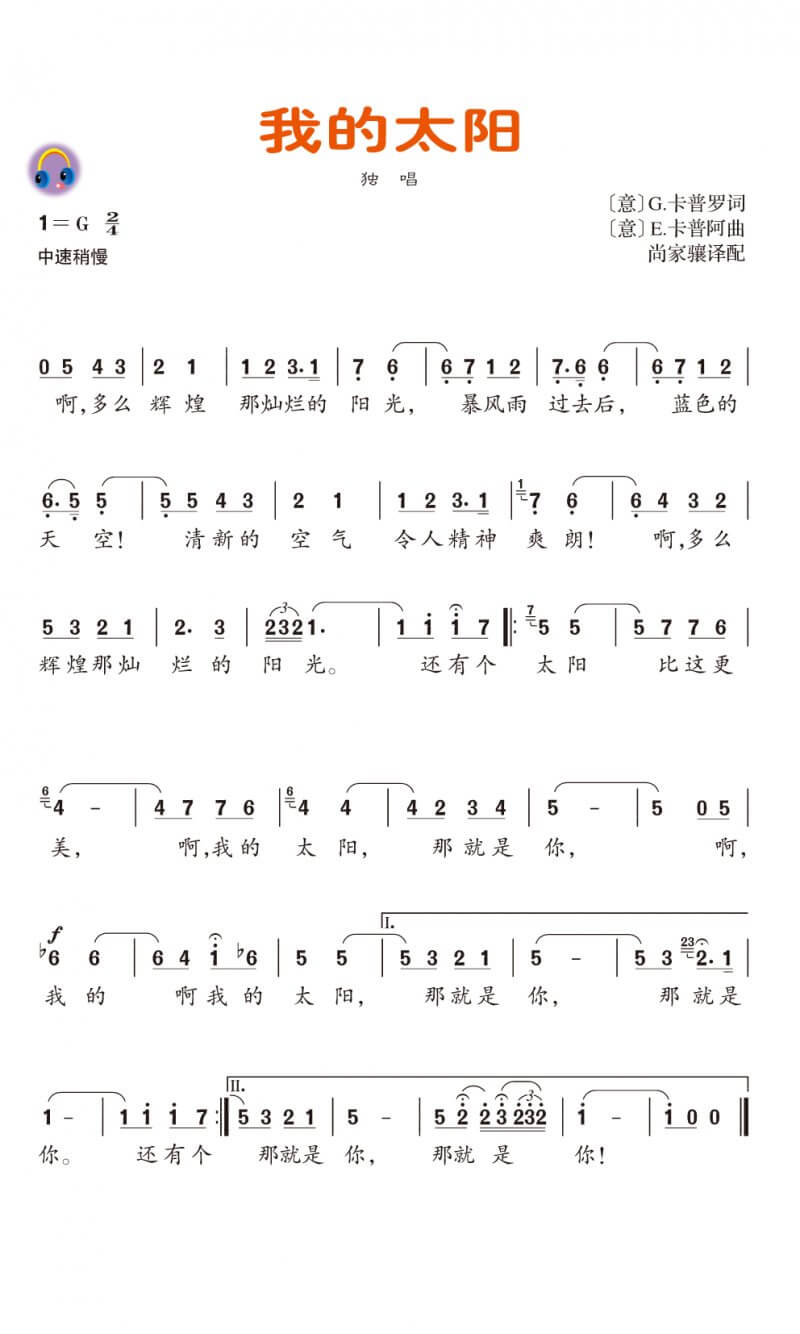 我的太阳
独 唱
1=G 2/4
中速稍慢
〔意〕G.卡普罗词
〔意〕E.卡普阿曲
尚家骧译配
0 5 4 3 | 2 1 | 1 2 3. 1 | 7 6 | 6 7 1 2 | 7. 6 6 | 6 7 1 2 |
啊,多么 辉 煌 那灿烂的 阳 光, 暴风雨 过去后, 蓝色的
6. 5 5 | 5 5 4 3 | 2 1 | 1 2 3. 1 | 1 7 6 | 6 4 3 2 |
天 空! 清新的 空 气 令人精神 爽 朗! 啊,多么
5 3 2 1 | 2. 3 | 3 232 1. | 1 1 1 7 |: 7 5 5 | 5 7 7 6 |
辉煌那灿 烂 的 阳 光。 还有个 太 阳 比这更
6 4 - | 4 7 7 6 | 6 4 4 | 4 2 3 4 | 5 - | 5 0 5 |
美, 啊,我的 太 阳, 那就是 你, 啊,
f I.
♭6 6 | 6 4 1 ♭6 | 5 5 | 5 3 2 1 | 5 - | 5 3 23 2. 1 |
我 的 啊我的 太 阳, 那就是 你, 那 就是
II.
1 - | 1 1 1 7 :| 5 3 2 1 | 5 - | 5 2 2 3 3 232 | 1 - | 1 0 0 |
你。 还有个 那就是 你, 那就 是 你!